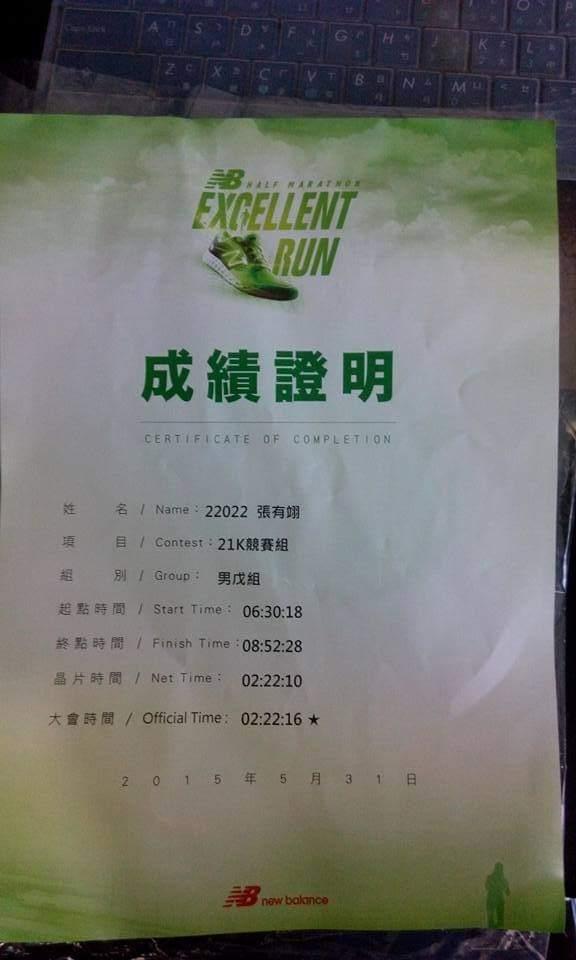 Caps Lock A ㄇ S ㄋ D ㄎ F ㄑ G ㄕ H ㄘ J ㄨ K ㄜ L ㄠ
Z ㄈ X ㄌ C ㄏ V ㄒ B ㄖ N ㄙ M ㄩ
NB HALF MARATHON
EXCELLENT
RUN
成績證明
CERTIFICATE OF COMPLETION
姓 名 / Name： 22022 張有翊
項 目 / Contest：21K競賽組
組 別 / Group： 男戊組
起點時間 / Start Time： 06:30:18
終點時間 / Finish Time：08:52:28
晶片時間 / Net Time： 02:22:10
大會時間 / Official Time： 02:22:16 ★
2 0 1 5 年 5 月 3 1 日
NB new balance